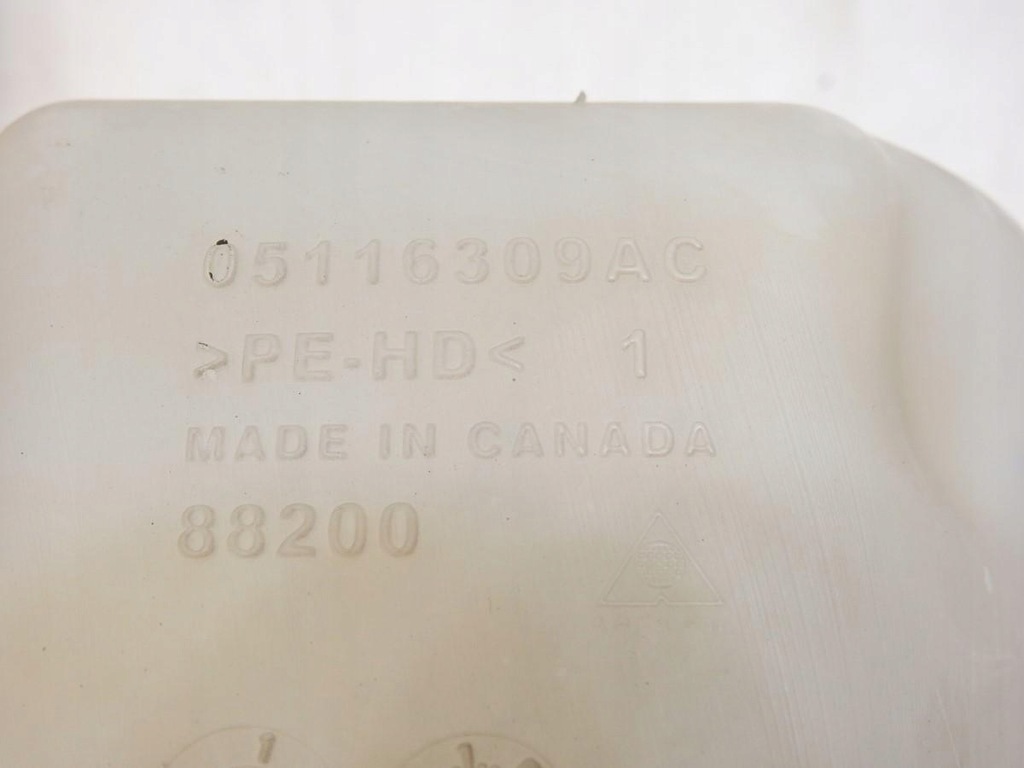 05116309AC
>PE-HD< 1
MADE IN CANADA
88200